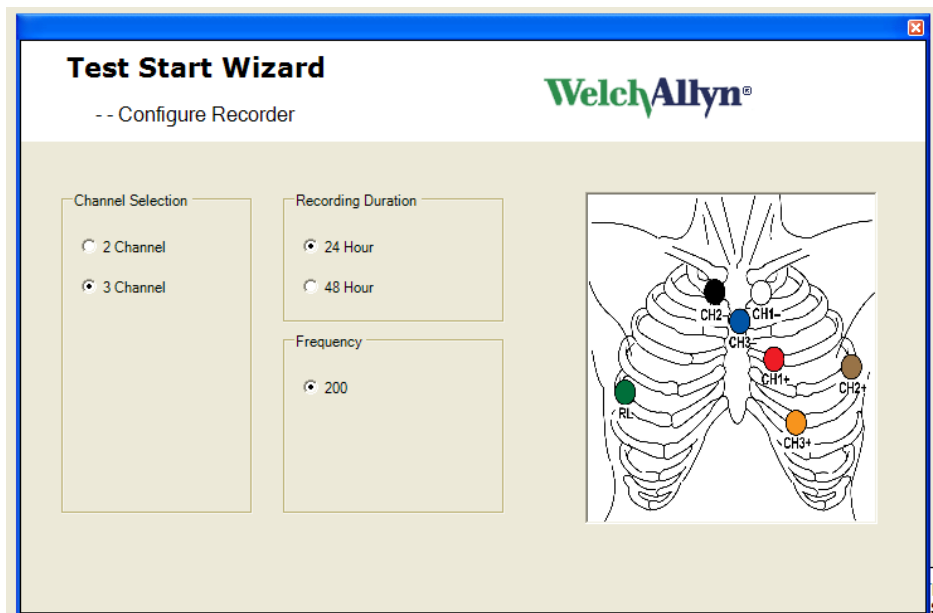 Test Start Wizard
- - Configure Recorder
WelchAllyn®
Channel Selection
2 Channel
3 Channel
Recording Duration
24 Hour
48 Hour
Frequency
200
CH2-
CH1-
CH3-
CH1+
CH2+
RL
CH3+